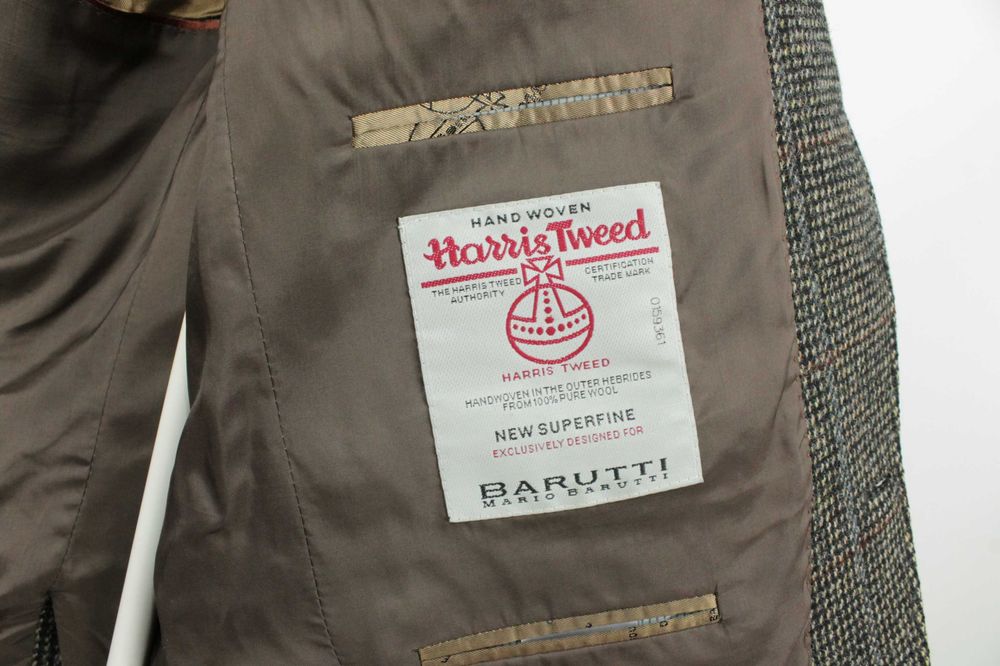 HAND WOVEN
Harris Tweed
THE HARRIS TWEED
AUTHORITY
CERTIFICATION
TRADE MARK
0159361
HARRIS TWEED
HANDWOVEN IN THE OUTER HEBRIDES
FROM 100% PURE WOOL
NEW SUPERFINE
EXCLUSIVELY DESIGNED FOR
BARUTTI
MARIO BARUTTI